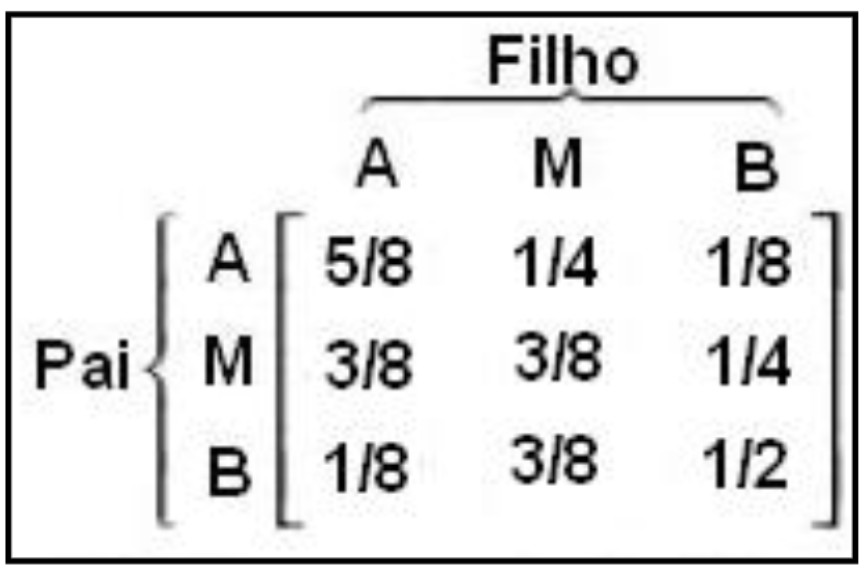 Filho
A M B
A 5/8 1/4 1/8
Pai M 3/8 3/8 1/4
B 1/8 3/8 1/2